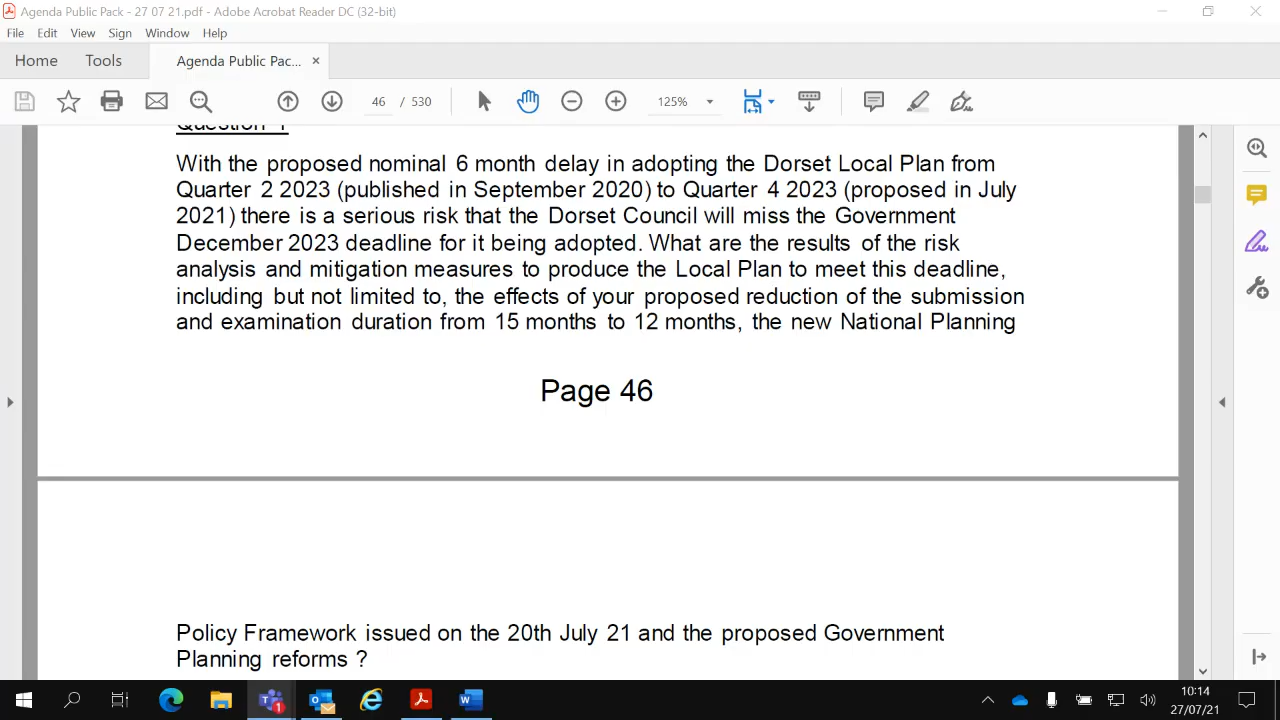 Agenda Public Pack - 27 07 21.pdf - Adobe Acrobat Reader DC (32-bit)
File Edit View Sign Window Help
Home Tools Agenda Public Pac... ×
46 / 530 125%
With the proposed nominal 6 month delay in adopting the Dorset Local Plan from
Quarter 2 2023 (published in September 2020) to Quarter 4 2023 (proposed in July
2021) there is a serious risk that the Dorset Council will miss the Government
December 2023 deadline for it being adopted. What are the results of the risk
analysis and mitigation measures to produce the Local Plan to meet this deadline,
including but not limited to, the effects of your proposed reduction of the submission
and examination duration from 15 months to 12 months, the new National Planning
Page 46
Policy Framework issued on the 20th July 21 and the proposed Government
Planning reforms ?
10:14
27/07/21